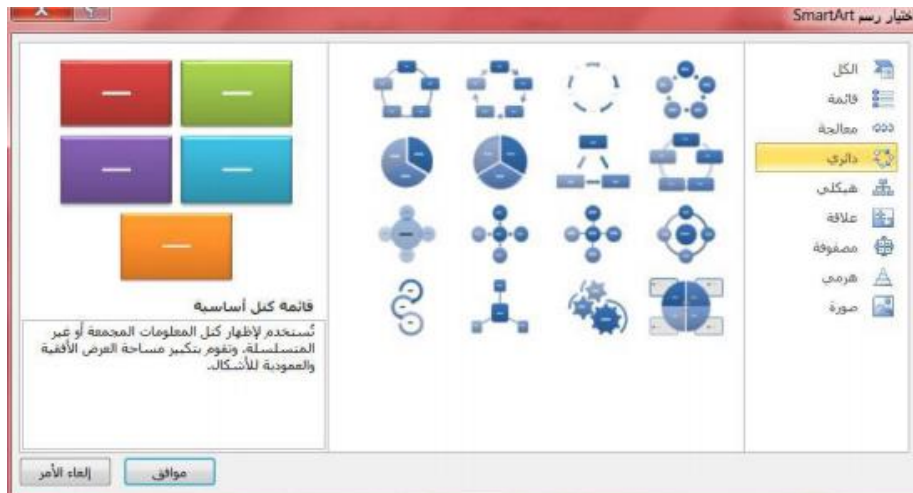 ختيار رسم SmartArt
الكل
قائمة
معالجة
دائري
هيكلي
علاقة
مصفوفة
هرمي
صورة
قائمة كتل أساسية
تُستخدم لإظهار كتل المعلومات المجمعة أو غير
المتسلسلة. وتقوم بتكبير مساحة العرض الأفقية
والعمودية للأشكال.
موافق
إلغاء الأمر